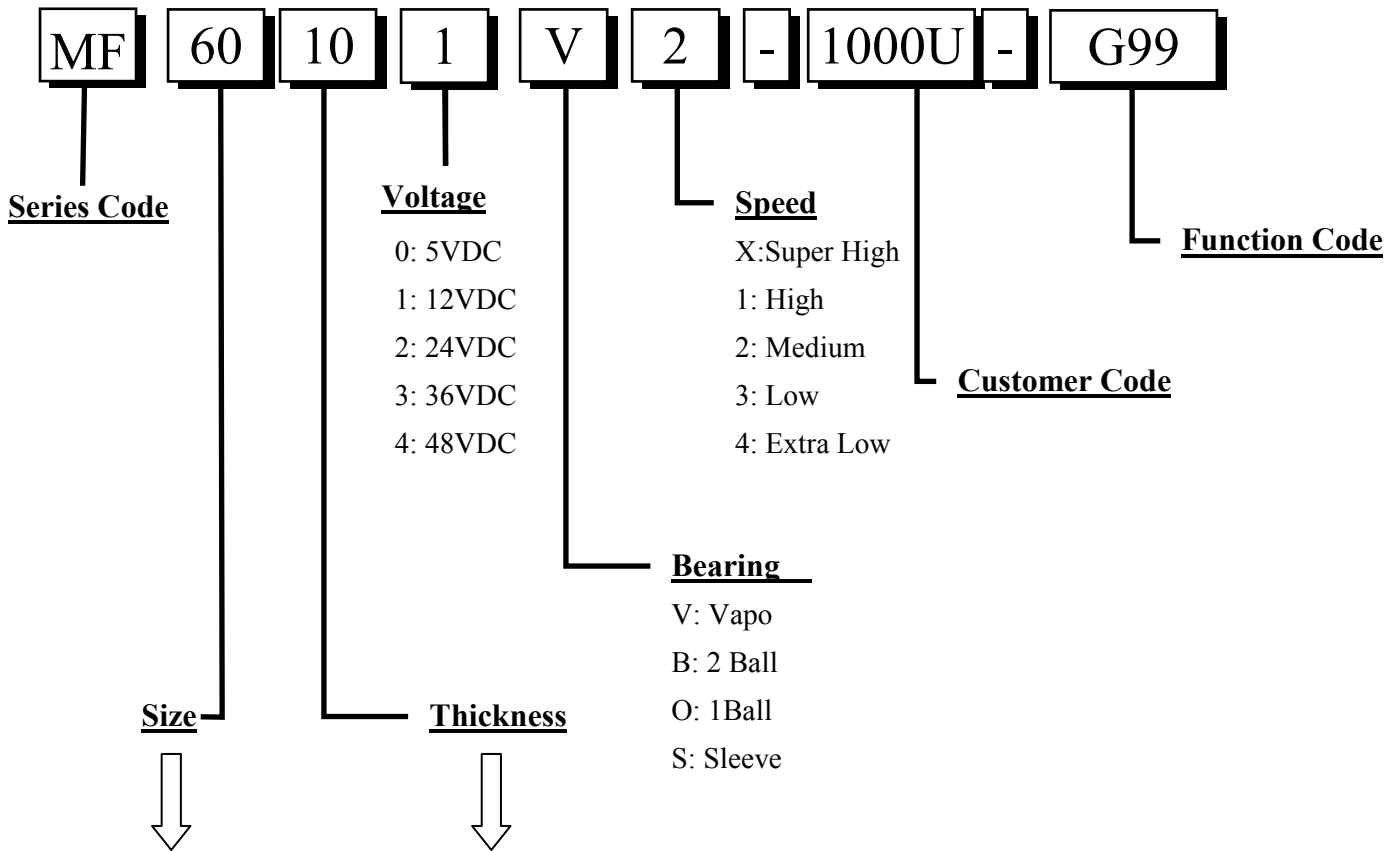 MF 60 10 1 V 2 - 1000U - G99
Series Code
Voltage
0: 5VDC
1: 12VDC
2: 24VDC
3: 36VDC
4: 48VDC
Speed
X:Super High
1: High
2: Medium
3: Low
4: Extra Low
Function Code
Customer Code
Bearing
V: Vapo
B: 2 Ball
O: 1Ball
S: Sleeve
Size
Thickness